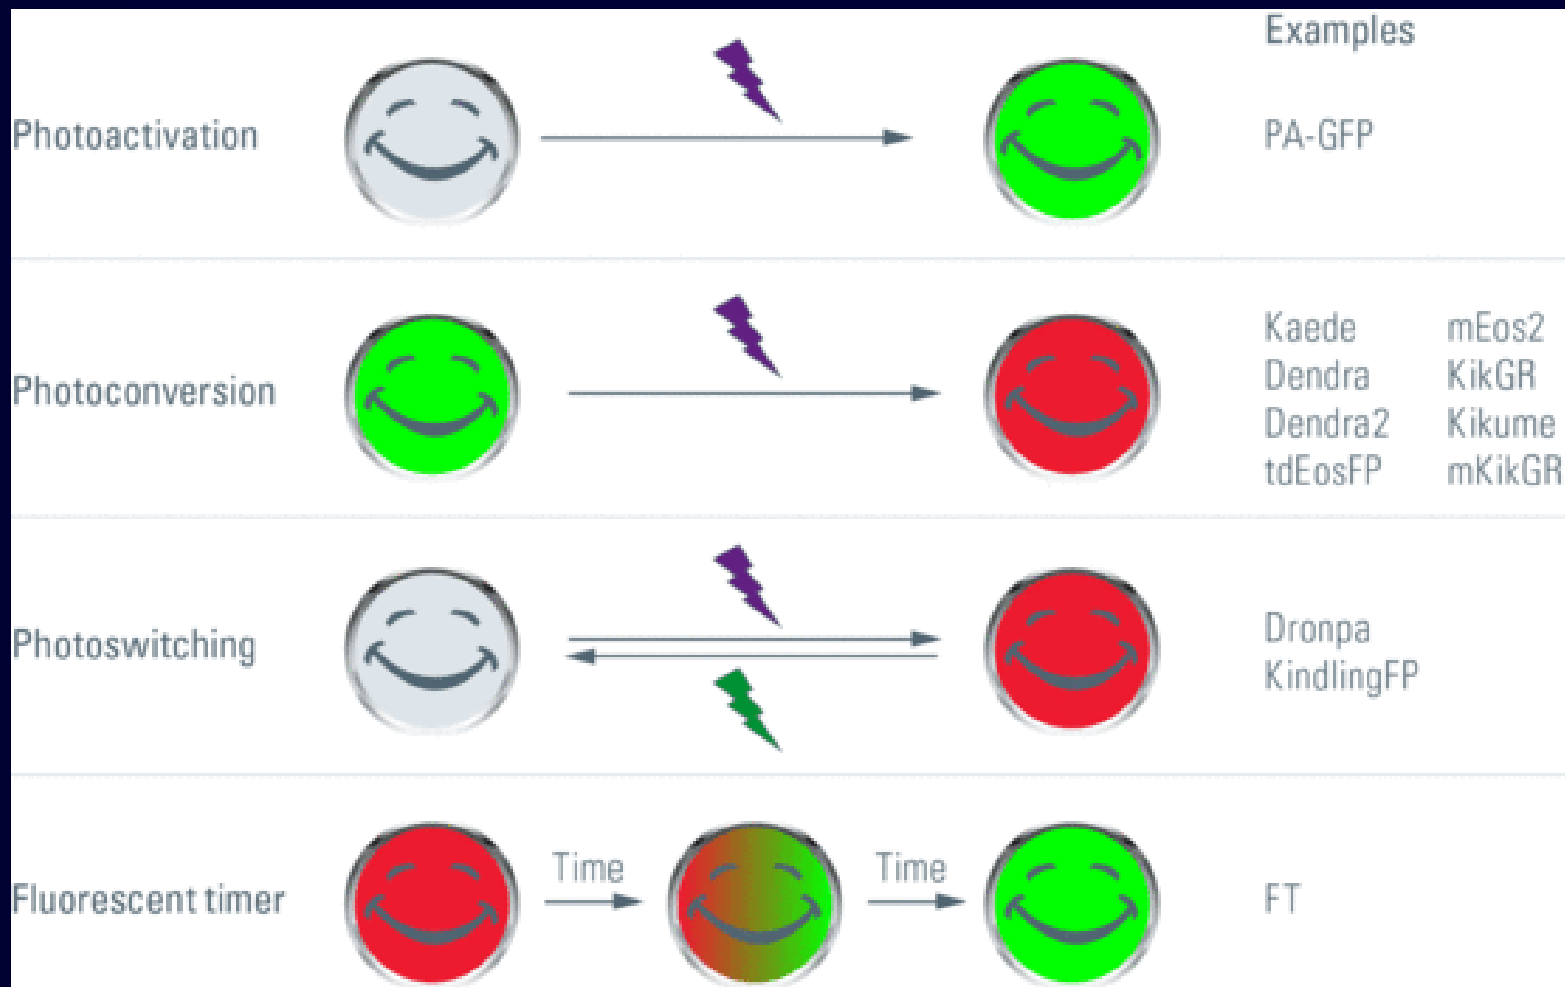 Examples
Photoactivation PA-GFP
Kaede mEos2
Dendra KikGR
Photoconversion
Dendra2 Kikume
tdEosFP mKikGR
Dronpa
Photoswitching
KindlingFP
Time Time
Fluorescent timer FT